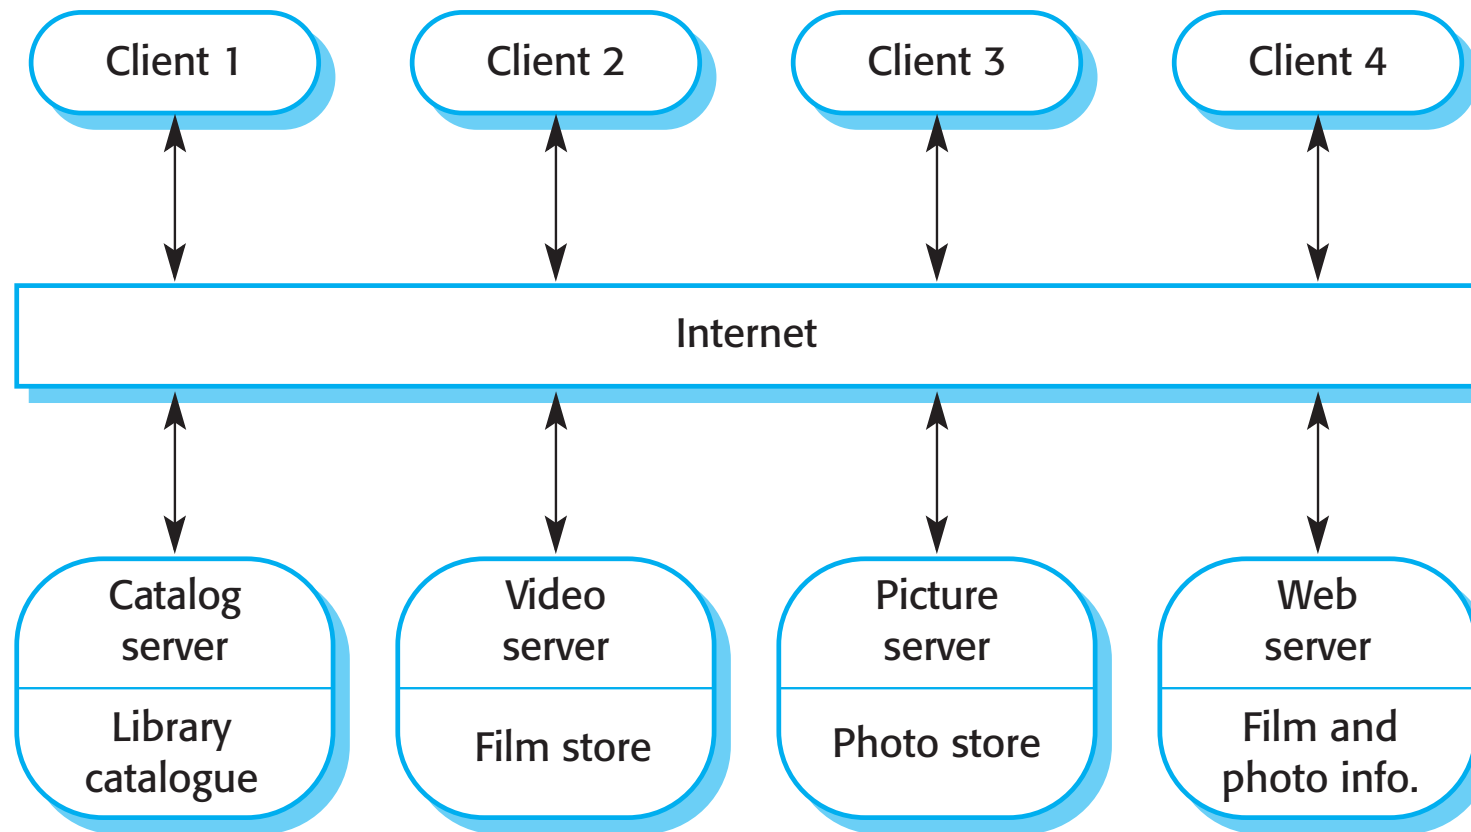 Client 1
Client 2
Client 3
Client 4
Internet
Catalog
server
Library
catalogue
Video
server
Film store
Picture
server
Photo store
Web
server
Film and
photo info.